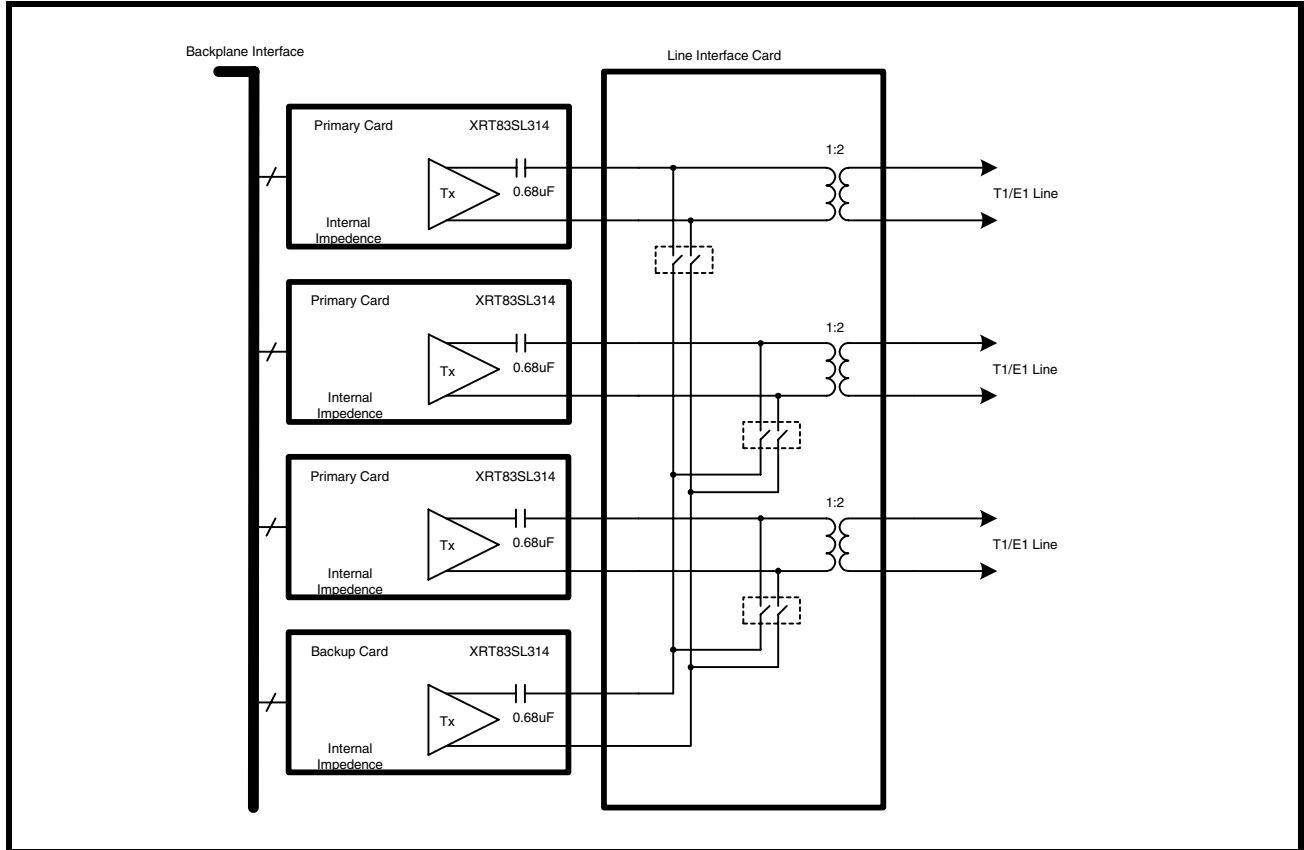 Backplane Interface
Line Interface Card
Primary Card XRT83SL314
Tx
0.68uF
Internal
Impedence
1:2
T1/E1 Line
Primary Card XRT83SL314
Tx
0.68uF
Internal
Impedence
1:2
T1/E1 Line
Primary Card XRT83SL314
Tx
0.68uF
Internal
Impedence
1:2
T1/E1 Line
Backup Card XRT83SL314
Tx
0.68uF
Internal
Impedence